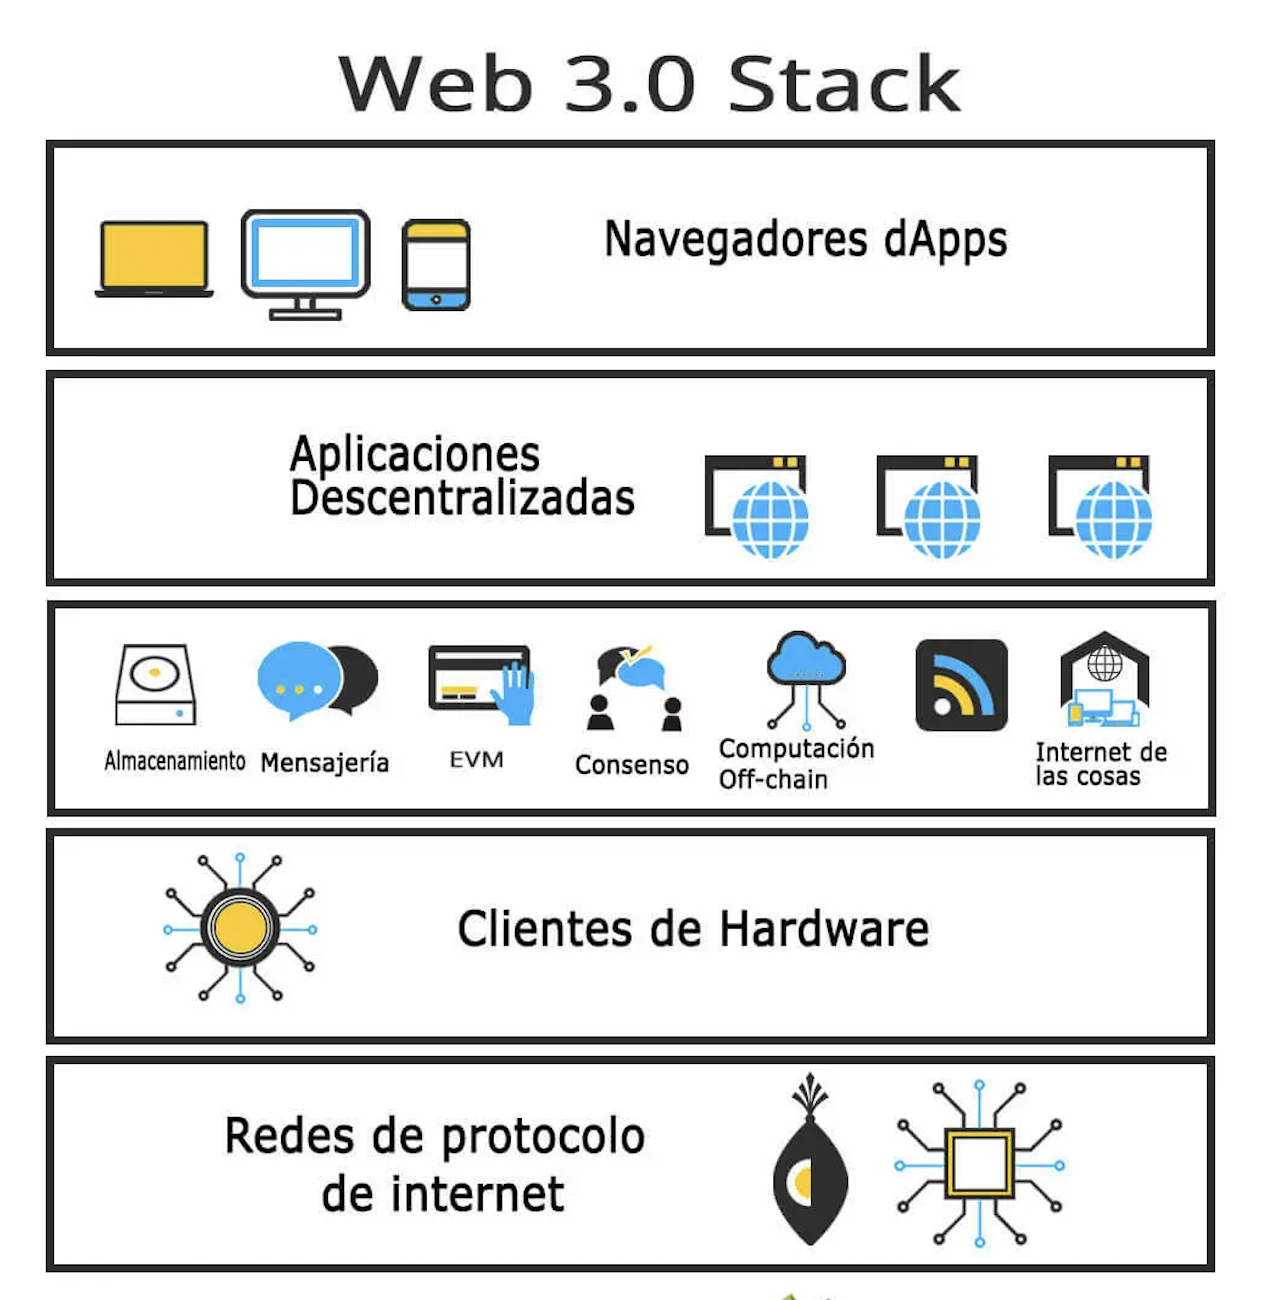 Web 3.0 Stack
Navegadores dApps
Aplicaciones
Descentralizadas
Almacenamiento
Mensajería
EVM
Consenso
Computación
Off-chain
Internet de
las cosas
Clientes de Hardware
Redes de protocolo
de internet